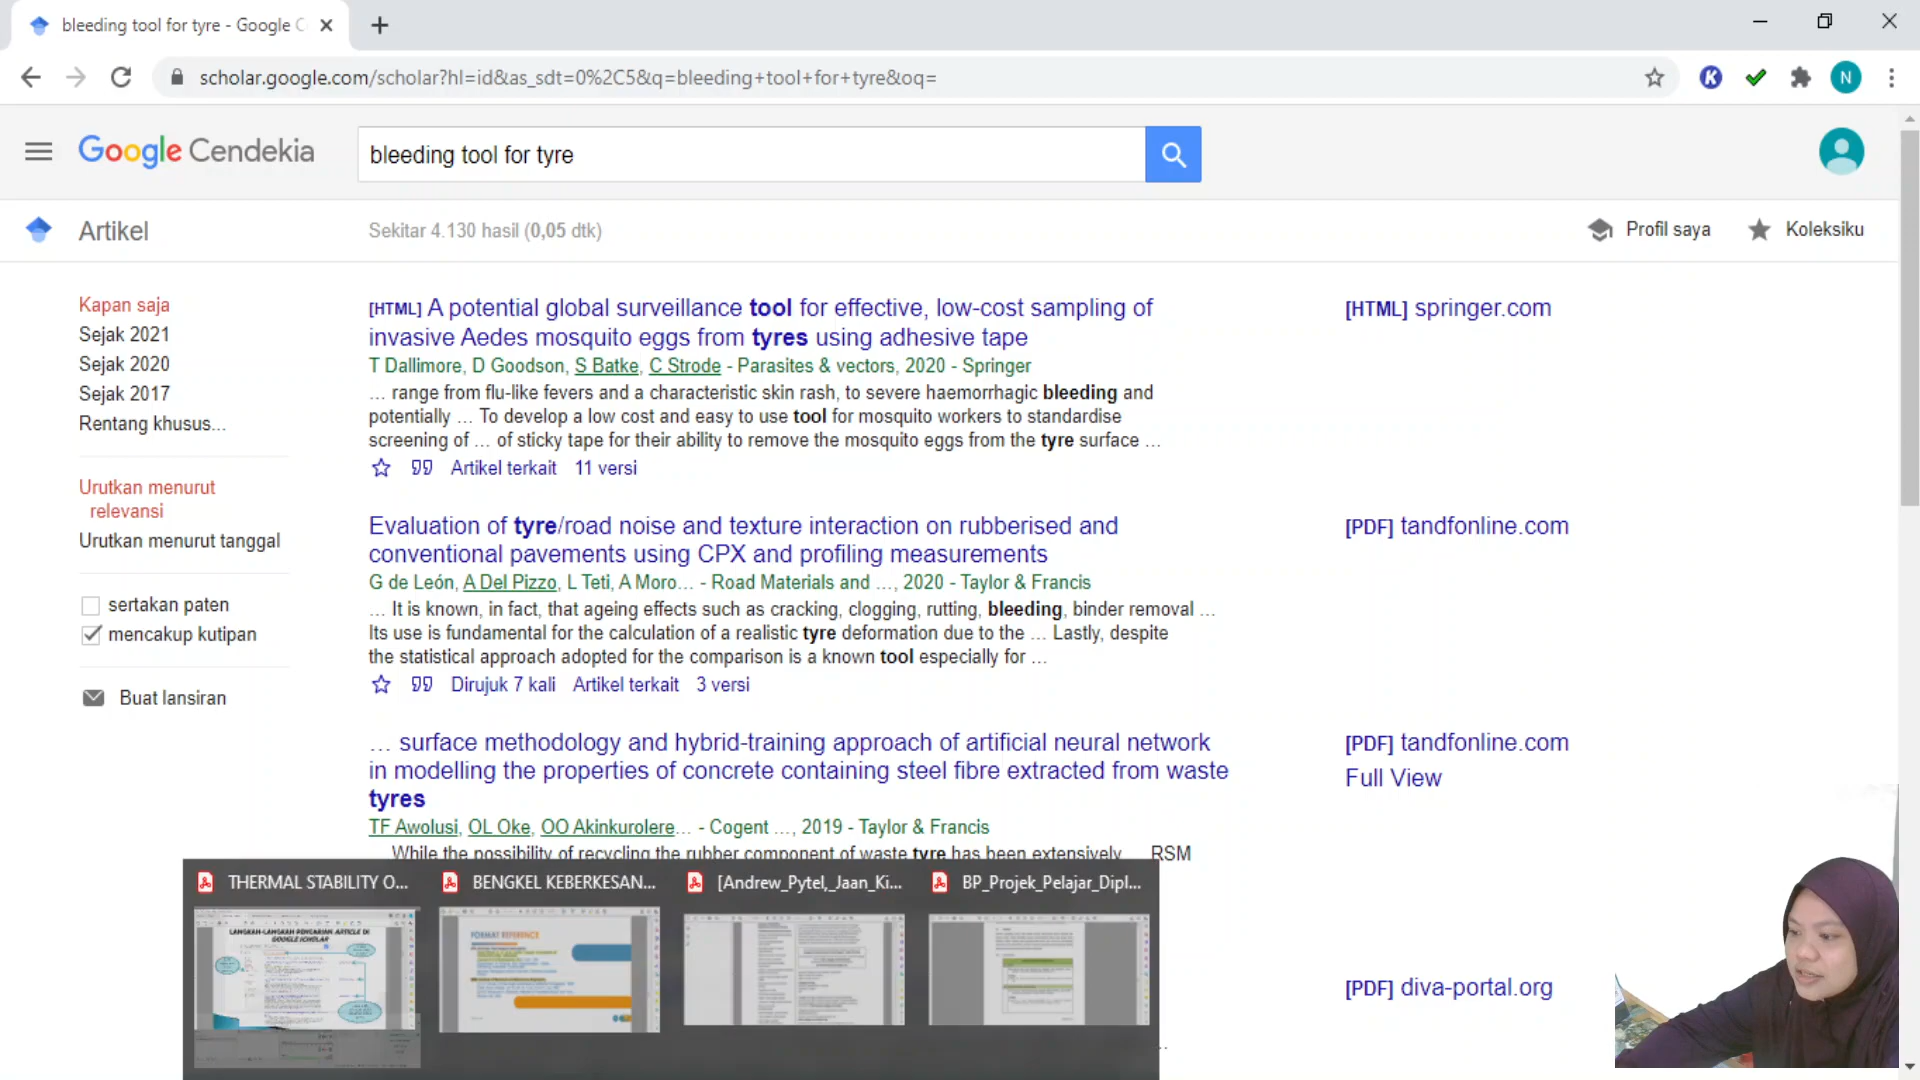 bleeding tool for tyre - Google C
scholar.google.com/scholar?hl=id&as_sdt=0%2C5&q=bleeding+tool+for+tyre&oq=
K
N
Google Cendekia
bleeding tool for tyre
Artikel
Sekitar 4.130 hasil (0,05 dtk)
Profil saya
Koleksiku
Kapan saja
Sejak 2021
Sejak 2020
Sejak 2017
Rentang khusus...
Urutkan menurut
relevansi
Urutkan menurut tanggal
sertakan paten
mencakup kutipan
Buat lansiran
[HTML] A potential global surveillance tool for effective, low-cost sampling of
invasive Aedes mosquito eggs from tyres using adhesive tape
T Dallimore, D Goodson, S Batke, C Strode - Parasites & vectors, 2020 - Springer
… range from flu-like fevers and a characteristic skin rash, to severe haemorrhagic bleeding and
potentially … To develop a low cost and easy to use tool for mosquito workers to standardise
screening of … of sticky tape for their ability to remove the mosquito eggs from the tyre surface …
Artikel terkait 11 versi
[HTML] springer.com
Evaluation of tyre/road noise and texture interaction on rubberised and
conventional pavements using CPX and profiling measurements
G de León, A Del Pizzo, L Teti, A Moro… - Road Materials and …, 2020 - Taylor & Francis
… It is known, in fact, that ageing effects such as cracking, clogging, rutting, bleeding, binder removal …
Its use is fundamental for the calculation of a realistic tyre deformation due to the … Lastly, despite
the statistical approach adopted for the comparison is a known tool especially for …
Dirujuk 7 kali Artikel terkait 3 versi
[PDF] tandfonline.com
… surface methodology and hybrid-training approach of artificial neural network
in modelling the properties of concrete containing steel fibre extracted from waste
tyres
TF Awolusi, OL Oke, OO Akinkurolere… - Cogent …, 2019 - Taylor & Francis
While the possibility of recycling the rubber component of waste tyre has been extensively … RSM
[PDF] tandfonline.com
Full View
[PDF] diva-portal.org
THERMAL STABILITY O...
BENGKEL KEBERKESAN...
[Andrew_Pytel,_Jaan_Ki...
BP_Projek_Pelajar_Dipl...
LANGKAH-LANGKAH PENCARIAN ARTICLE DI
GOOGLE SCHOLAR
FORMAT REFERENCE